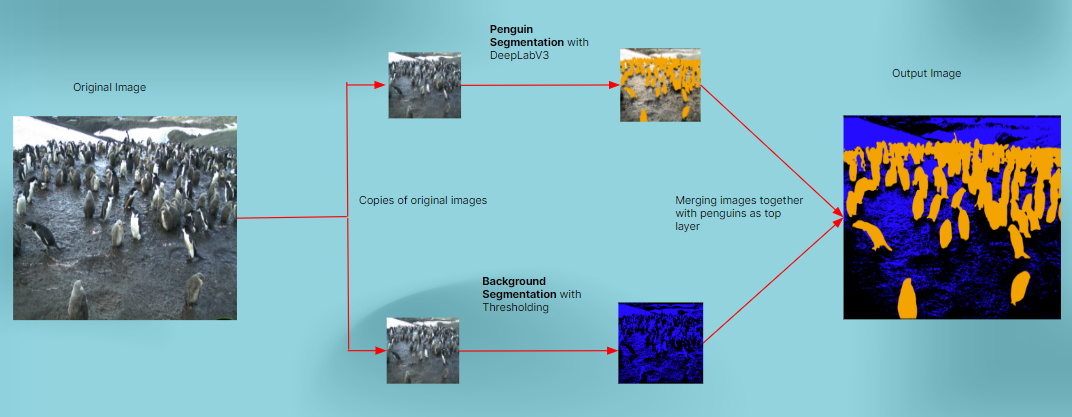 Original Image
Penguin
Segmentation with
DeepLabV3
Output Image
Copies of original images
Merging images together
with penguins as top
layer
Background
Segmentation with
Thresholding